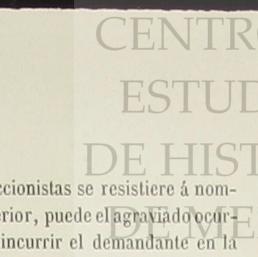 CENTRO
ESTUD
DE HIST
DE ME
ccionistas se resistiere á nom-
erior, puede el agraviado ocur-
incurrir el demandante en la